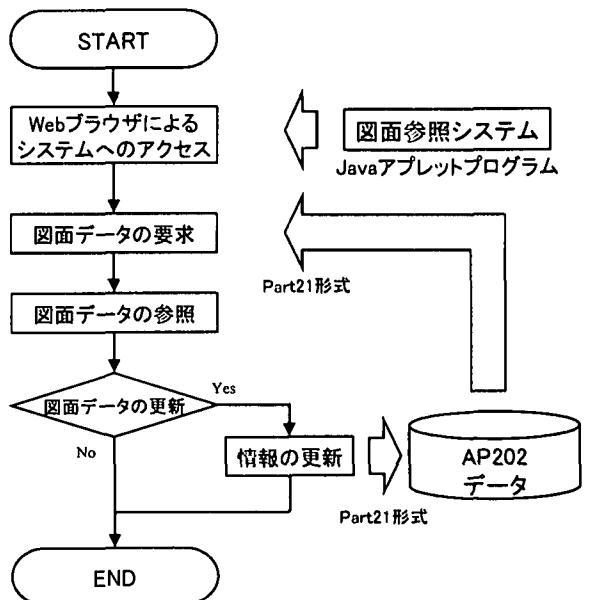 START
Webブラウザによる
システムへのアクセス
図面参照システム
Javaアプレットプログラム
図面データの要求
Part21形式
図面データの参照
図面データの更新
Yes
No
情報の更新
AP202
データ
Part21形式
END